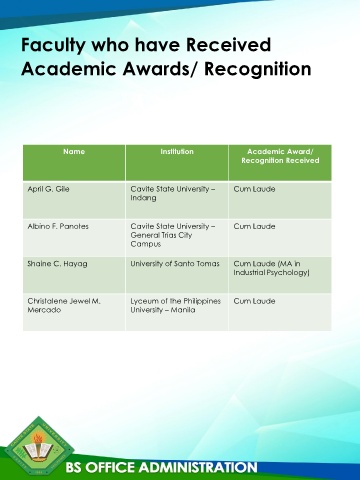 Faculty who have Received
Academic Awards/ Recognition
Name
Institution
Academic Award/
Recognition Received
April G. Gile
Cavite State University –
Indang
Cum Laude
Albino F. Panotes
Cavite State University –
General Trias City
Campus
Cum Laude
Shaine C. Hayag
University of Santo Tomas
Cum Laude (MA in
Industrial Psychology)
Christalene Jewel M.
Mercado
Lyceum of the Philippines
University – Manila
Cum Laude
BS OFFICE ADMINISTRATION